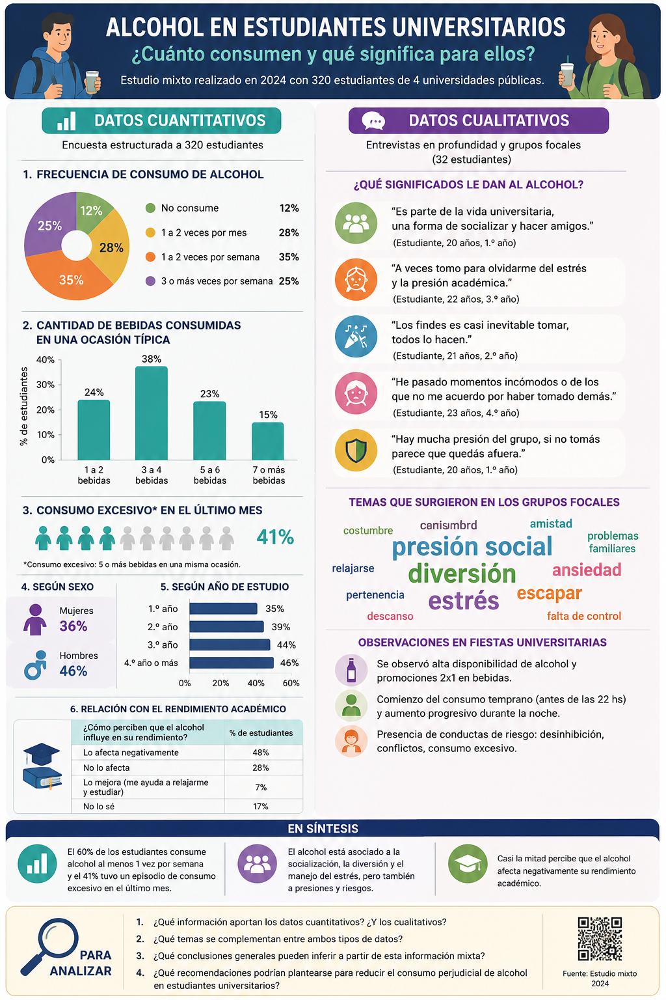 ALCOHOL EN ESTUDIANTES UNIVERSITARIOS
¿Cuánto consumen y qué significa para ellos?
Estudio mixto realizado en 2024 con 320 estudiantes de 4 universidades públicas.
DATOS CUANTITATIVOS
Encuesta estructurada a 320 estudiantes
1. FRECUENCIA DE CONSUMO DE ALCOHOL
12%
28%
35%
25%
No consume 12%
1 a 2 veces por mes 28%
1 a 2 veces por semana 35%
3 o más veces por semana 25%
2. CANTIDAD DE BEBIDAS CONSUMIDAS
EN UNA OCASIÓN TÍPICA
% de estudiantes
40%
30%
20%
10%
0%
24%
38%
23%
15%
1 a 2
bebidas
3 a 4
bebidas
5 a 6
bebidas
7 o más
bebidas
3. CONSUMO EXCESIVO* EN EL ÚLTIMO MES
41%
*Consumo excesivo: 5 o más bebidas en una misma ocasión.
4. SEGÚN SEXO
Mujeres
36%
Hombres
46%
5. SEGÚN AÑO DE ESTUDIO
1.º año 35%
2.º año 39%
3.º año 44%
4.º año o más 46%
0% 20% 40% 60%
6. RELACIÓN CON EL RENDIMIENTO ACADÉMICO
¿Cómo perciben que el alcohol
influye en su rendimiento?
% de estudiantes
Lo afecta negativamente 48%
No lo afecta 28%
Lo mejora (me ayuda a relajarme
y estudiar)
7%
No lo sé 17%
DATOS CUALITATIVOS
Entrevistas en profundidad y grupos focales
(32 estudiantes)
¿QUÉ SIGNIFICADOS LE DAN AL ALCOHOL?
“Es parte de la vida universitaria,
una forma de socializar y hacer amigos.”
(Estudiante, 20 años, 1.º año)
“A veces tomo para olvidarme del estrés
y la presión académica.”
(Estudiante, 22 años, 3.º año)
“Los findes es casi inevitable tomar,
todos lo hacen.”
(Estudiante, 21 años, 2.º año)
“He pasado momentos incómodos o de los
que no me acuerdo por haber tomado demás.”
(Estudiante, 23 años, 4.º año)
“Hay mucha presión del grupo, si no tomás
parece que quedás afuera.”
(Estudiante, 20 años, 1.º año)
TEMAS QUE SURGIERON EN LOS GRUPOS FOCALES
costumbre
amistad
presión social
problemas
familiares
relajarse
diversión
ansiedad
pertenencia
estrés
escapar
descanso
falta de control
OBSERVACIONES EN FIESTAS UNIVERSITARIAS
Se observó alta disponibilidad de alcohol y
promociones 2x1 en bebidas.
Comienzo del consumo temprano (antes de las 22 hs)
y aumento progresivo durante la noche.
Presencia de conductas de riesgo: desinhibición,
conflictos, consumo excesivo.
EN SÍNTESIS
El 60% de los estudiantes consume
alcohol al menos 1 vez por semana
y el 41% tuvo un episodio de consumo
excesivo en el último mes.
El alcohol está asociado a la
socialización, la diversión y el
manejo del estrés, pero también
a presiones y riesgos.
Casi la mitad percibe que el alcohol
afecta negativamente su rendimiento
académico.
PARA
ANALIZAR
1. ¿Qué información aportan los datos cuantitativos? ¿Y los cualitativos?
2. ¿Qué temas se complementan entre ambos tipos de datos?
3. ¿Qué conclusiones generales pueden inferir a partir de esta información mixta?
4. ¿Qué recomendaciones podrían plantearse para reducir el consumo perjudicial de alcohol
en estudiantes universitarios?
Fuente: Estudio mixto
2024